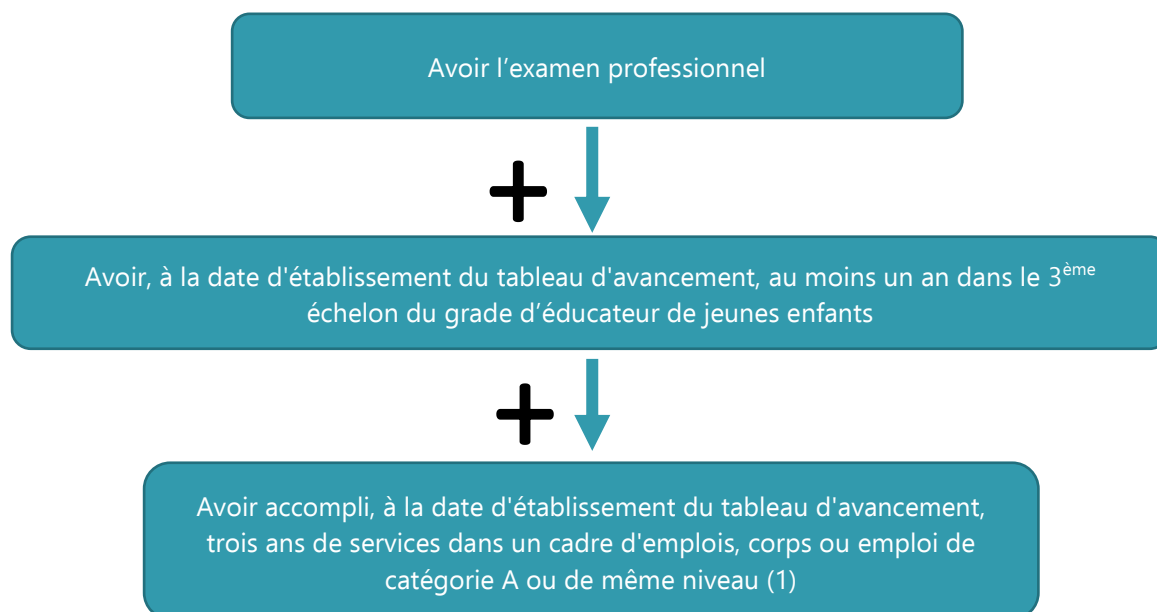 Avoir l’examen professionnel
+
Avoir, à la date d'établissement du tableau d'avancement, au moins un an dans le 3ème
échelon du grade d’éducateur de jeunes enfants
+
Avoir accompli, à la date d'établissement du tableau d'avancement,
trois ans de services dans un cadre d'emplois, corps ou emploi de
catégorie A ou de même niveau (1)